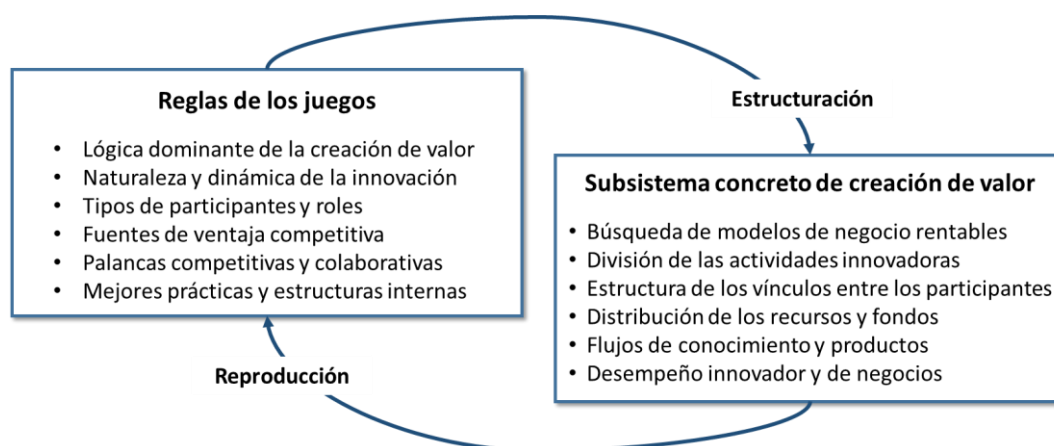 Reglas de los juegos
• Lógica dominante de la creación de valor
• Naturaleza y dinámica de la innovación
• Tipos de participantes y roles
• Fuentes de ventaja competitiva
• Palancas competitivas y colaborativas
• Mejores prácticas y estructuras internas
Estructuración
Subsistema concreto de creación de valor
• Búsqueda de modelos de negocio rentables
• División de las actividades innovadoras
• Estructura de los vínculos entre los participantes
• Distribución de los recursos y fondos
• Flujos de conocimiento y productos
• Desempeño innovador y de negocios
Reproducción